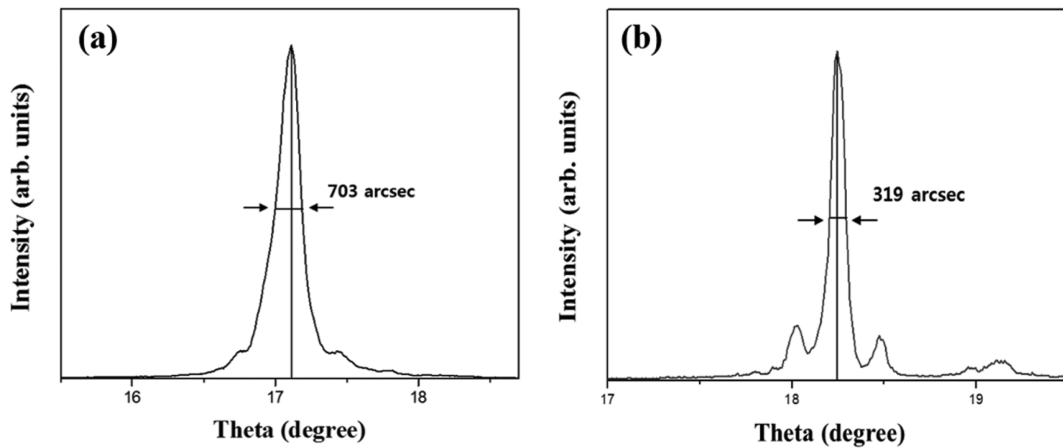 (a)
703 arcsec
Intensity (arb. units)
16 17 18
Theta (degree)
(b)
319 arcsec
Intensity (arb. units)
17 18 19
Theta (degree)